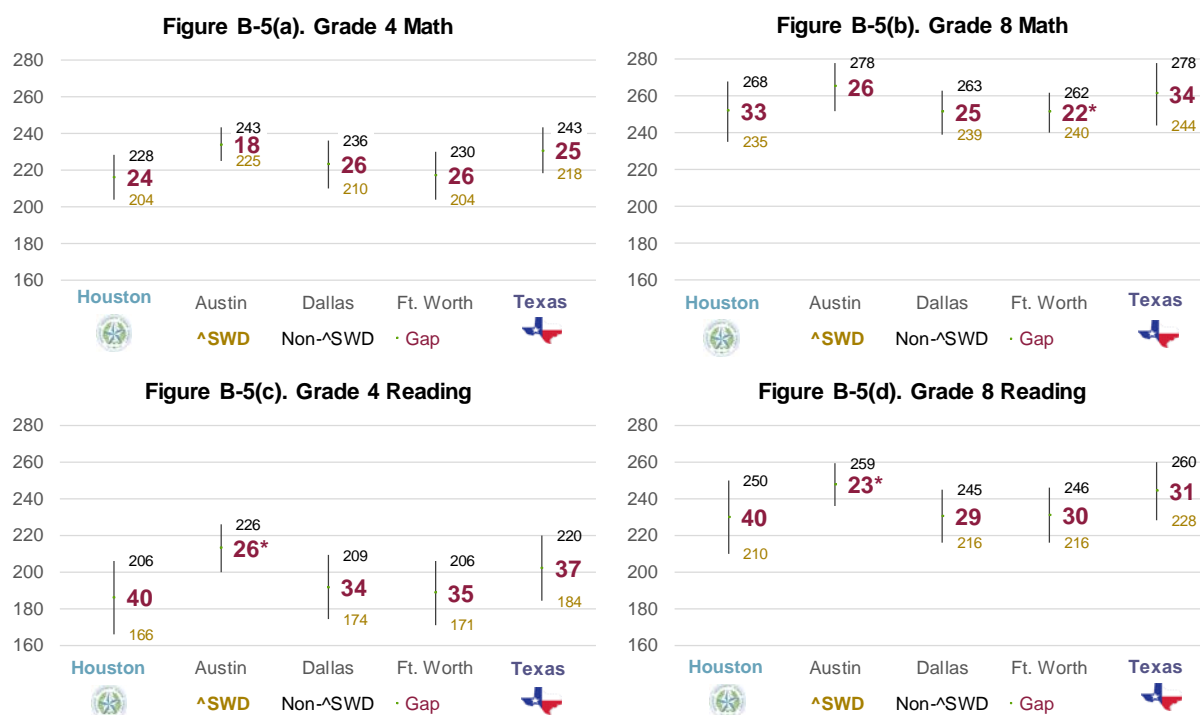 Figure B-5(a). Grade 4 Math
280
260
240
220
200
180
160
228
24
204
243
18
225
236
26
210
230
26
204
243
25
218
Houston
Austin
Dallas
Ft. Worth
Texas
^SWD
Non-^SWD
Gap
Figure B-5(b). Grade 8 Math
280
260
240
220
200
180
160
268
33
235
278
26
263
25
239
262
22*
240
278
34
244
Houston
Austin
Dallas
Ft. Worth
Texas
^SWD
Non-^SWD
Gap
Figure B-5(c). Grade 4 Reading
280
260
240
220
200
180
160
206
40
166
226
26*
209
34
174
206
35
171
220
37
184
Houston
Austin
Dallas
Ft. Worth
Texas
^SWD
Non-^SWD
Gap
Figure B-5(d). Grade 8 Reading
280
260
240
220
200
180
160
250
40
210
259
23*
245
29
216
246
30
216
260
31
228
Houston
Austin
Dallas
Ft. Worth
Texas
^SWD
Non-^SWD
Gap